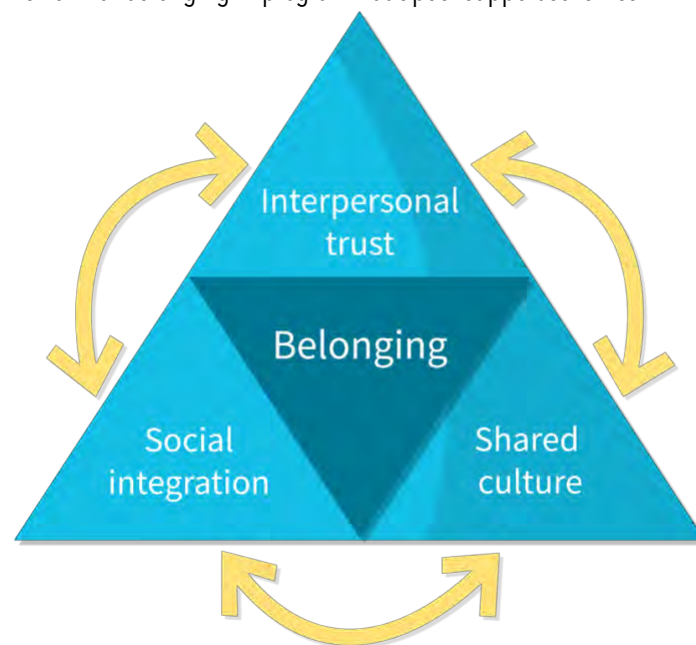 Interpersonal
trust
Belonging
Social
integration
Shared
culture